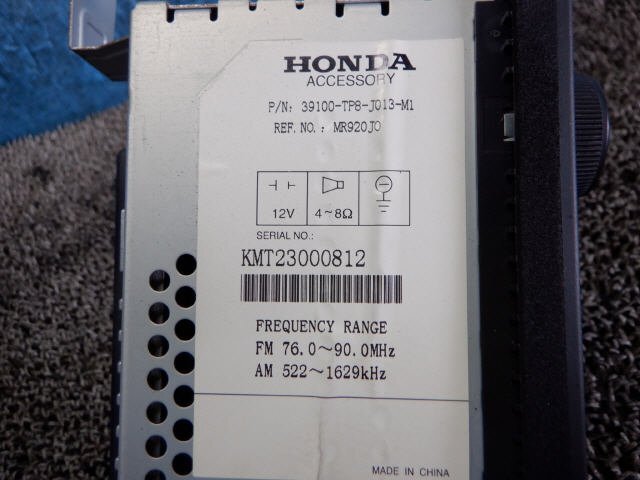 HONDA
ACCESSORY
P/N: 39100-TP8-J013-M1
REF.NO.: MR920J0
12V 4~8Ω
SERIAL NO.:
KMT23000812
FREQUENCY RANGE
FM 76.0~90.0MHz
AM 522~1629kHz
MADE IN CHINA